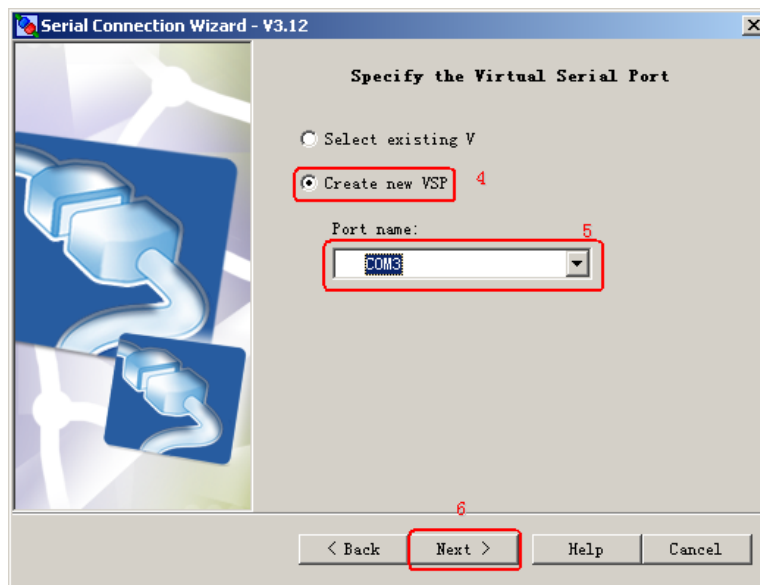 Serial Connection Wizard - V3.12
Specify the Virtual Serial Port
Select existing V
Create new VSP
4
Port name:
5
COM3
6
< Back
Next >
Help
Cancel